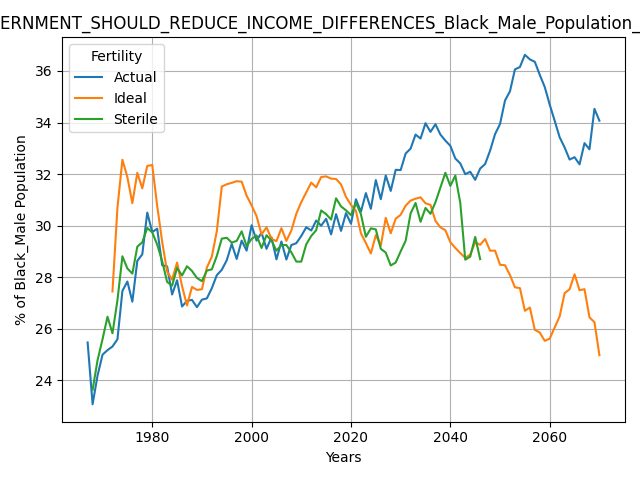 ERNMENT_SHOULD_REDUCE_INCOME_DIFFERENCES_Black_Male_Population_
Fertility
Actual
Ideal
Sterile
% of Black_Male Population
36
34
32
30
28
26
24
1980 2000 2020 2040 2060
Years